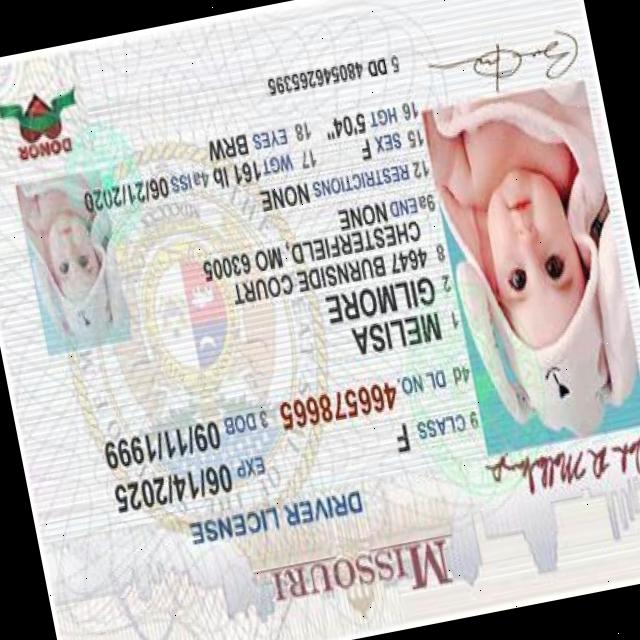 MISSOURI
DRIVER LICENSE
9 CLASS F
EXP 06/14/2025
4d DL NO. 466578665 3 DOB 09/11/1999
1 MELISA
2 GILMORE
8 4647 BURNSIDE COURT
CHESTERFIELD, MO 63005
9a END NONE
12 RESTRICTIONS NONE
15 SEX F 17 WGT 161 lb 4a ISS 06/21/2020
16 HGT 5'04" 18 EYES BRW
5 DD 480546265395
DONOR